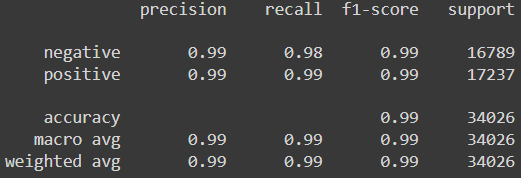 precision recall f1-score support
negative 0.99 0.98 0.99 16789
positive 0.99 0.99 0.99 17237
accuracy 0.99 34026
macro avg 0.99 0.99 0.99 34026
weighted avg 0.99 0.99 0.99 34026